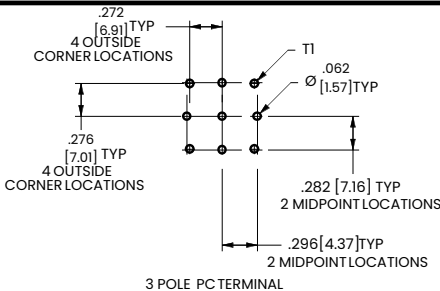 .272
[6.91] TYP
4 OUTSIDE
CORNER LOCATIONS
T1
Ø .062
[1.57]TYP
.276
[7.01] TYP
4 OUTSIDE
CORNER LOCATIONS
.282 [7.16] TYP
2 MIDPOINT LOCATIONS
.296[4.37]TYP
2 MIDPOINT LOCATIONS
3 POLE PC TERMINAL